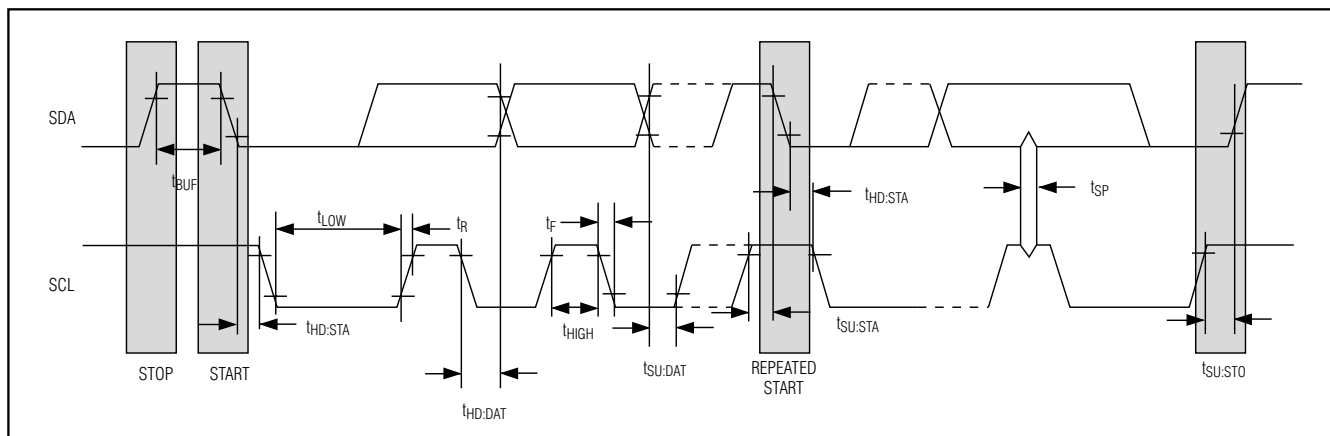 SDA
tBUF
tLOW
tR
tF
tHD:STA
tSP
SCL
tHD:STA
tHIGH
tSU:STA
tSU:DAT
tSU:STO
STOP
START
REPEATED
START
tHD:DAT